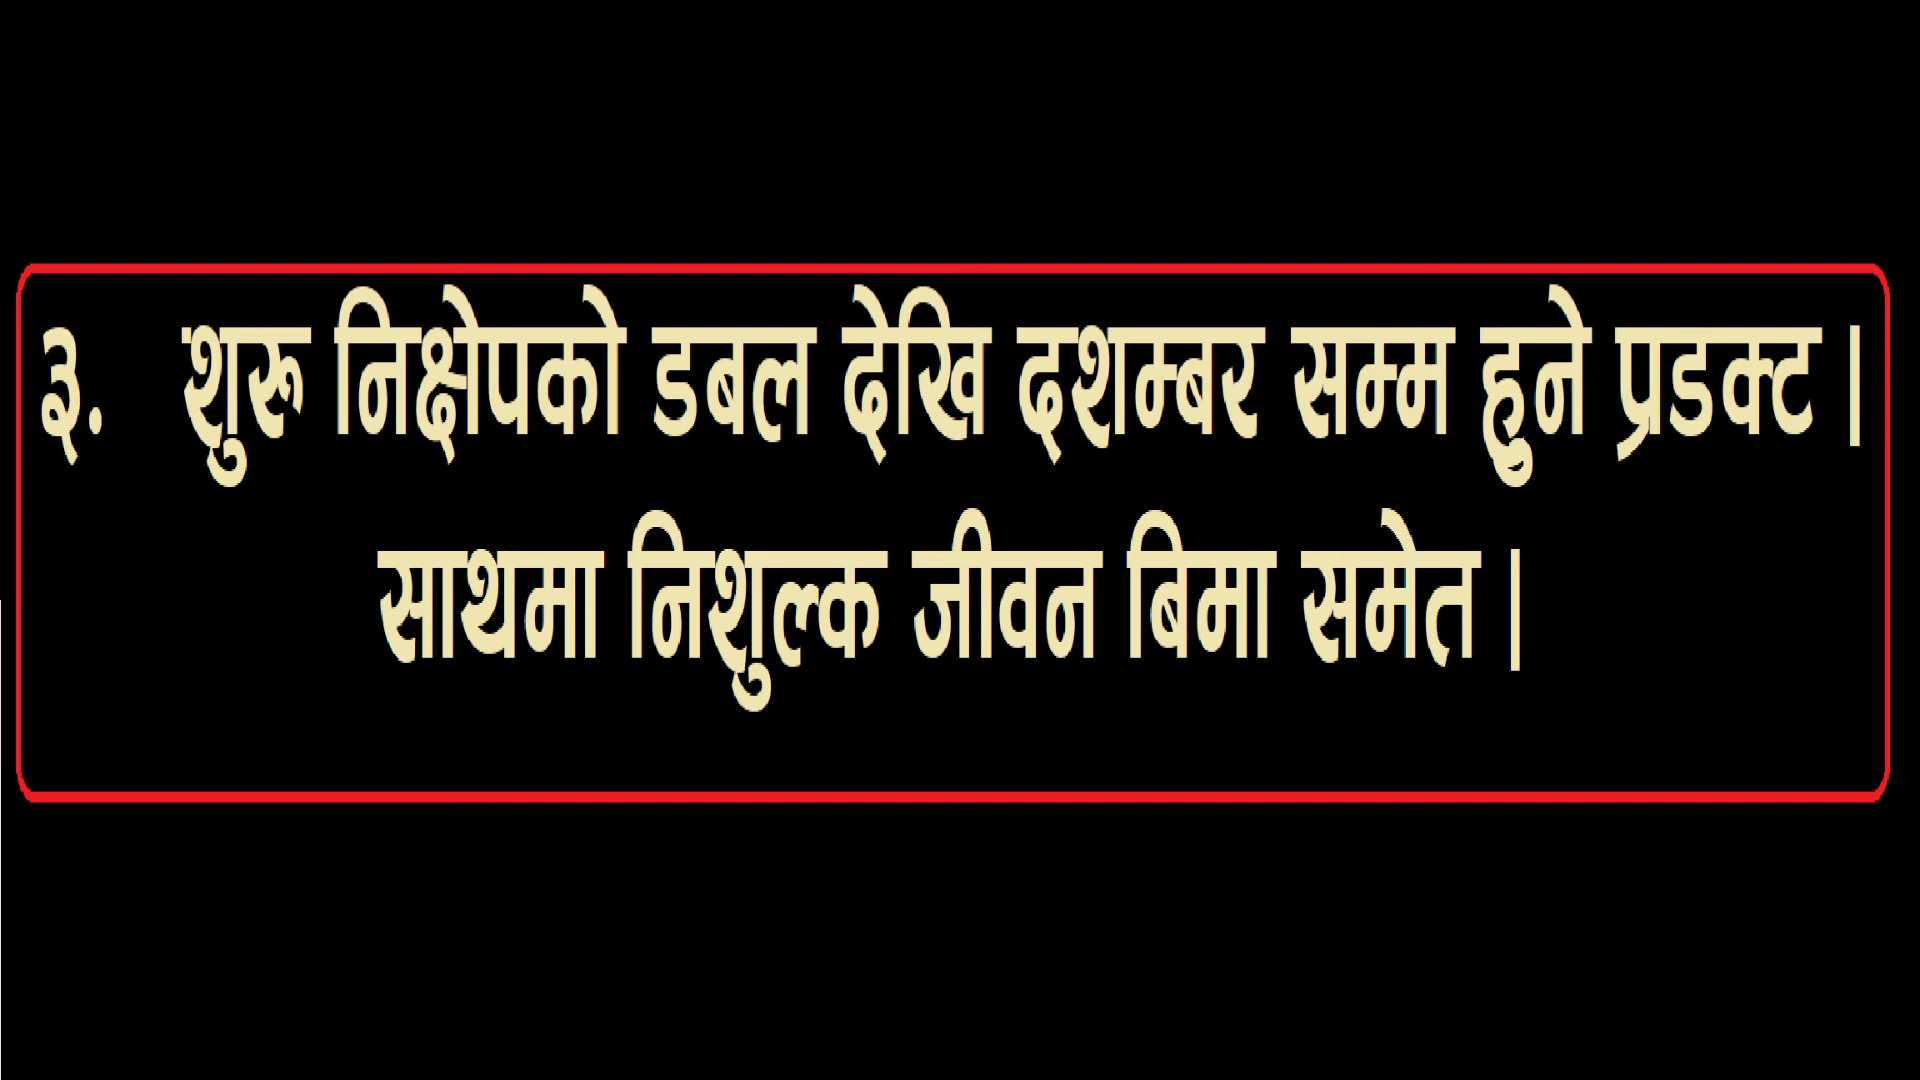 ३. शुरू निक्षेपको डबल देखि दशम्बर सम्म हुने प्रडक्ट ।
साथमा निशुल्क जीवन बिमा समेत ।